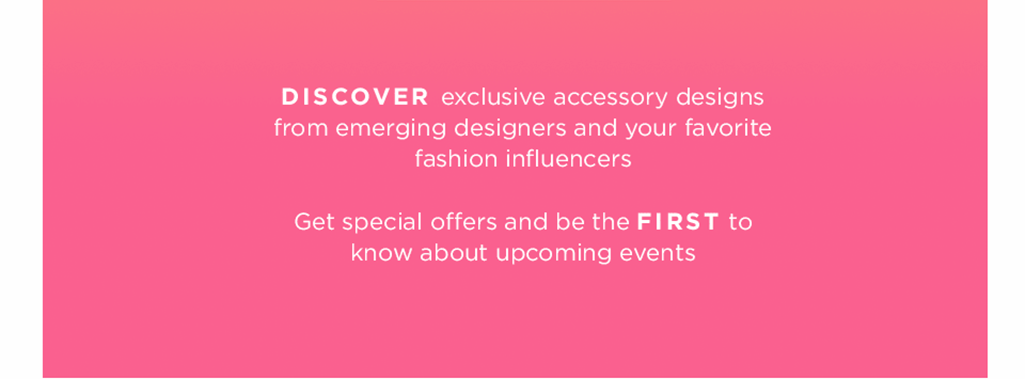 DISCOVER exclusive accessory designs
from emerging designers and your favorite
fashion influencers
Get special offers and be the FIRST to
know about upcoming events